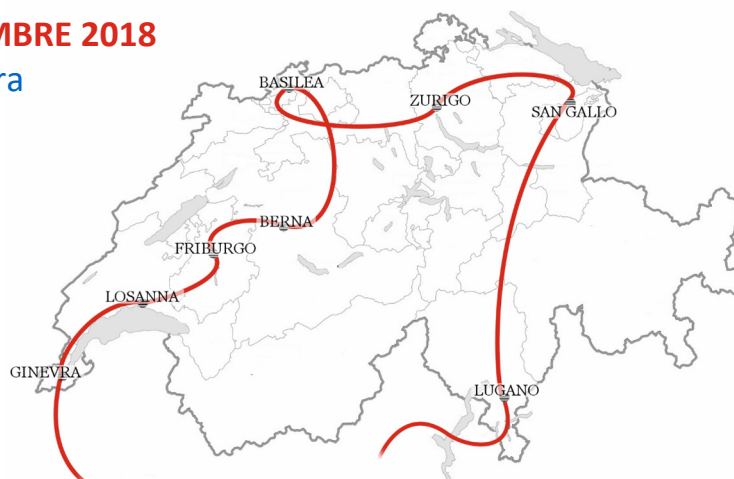 MBRE 2018
ra
BASILEA
ZURIGO
SAN GALLO
BERNA
FRIBURGO
LOSANNA
GINEVRA
LUGANO